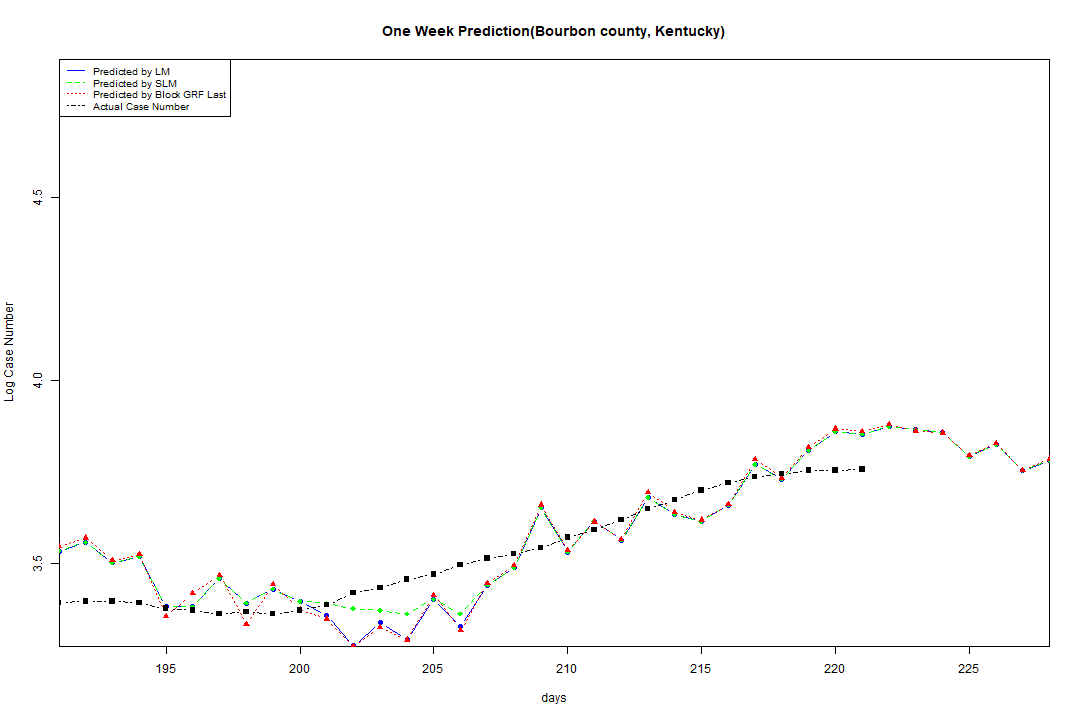 One Week Prediction(Bourbon county, Kentucky)
Predicted by LM
Predicted by SLM
Predicted by Block GRF Last
Actual Case Number
4.5
4.0
3.5
Log Case Number
195 200 205 210 215 220 225
days